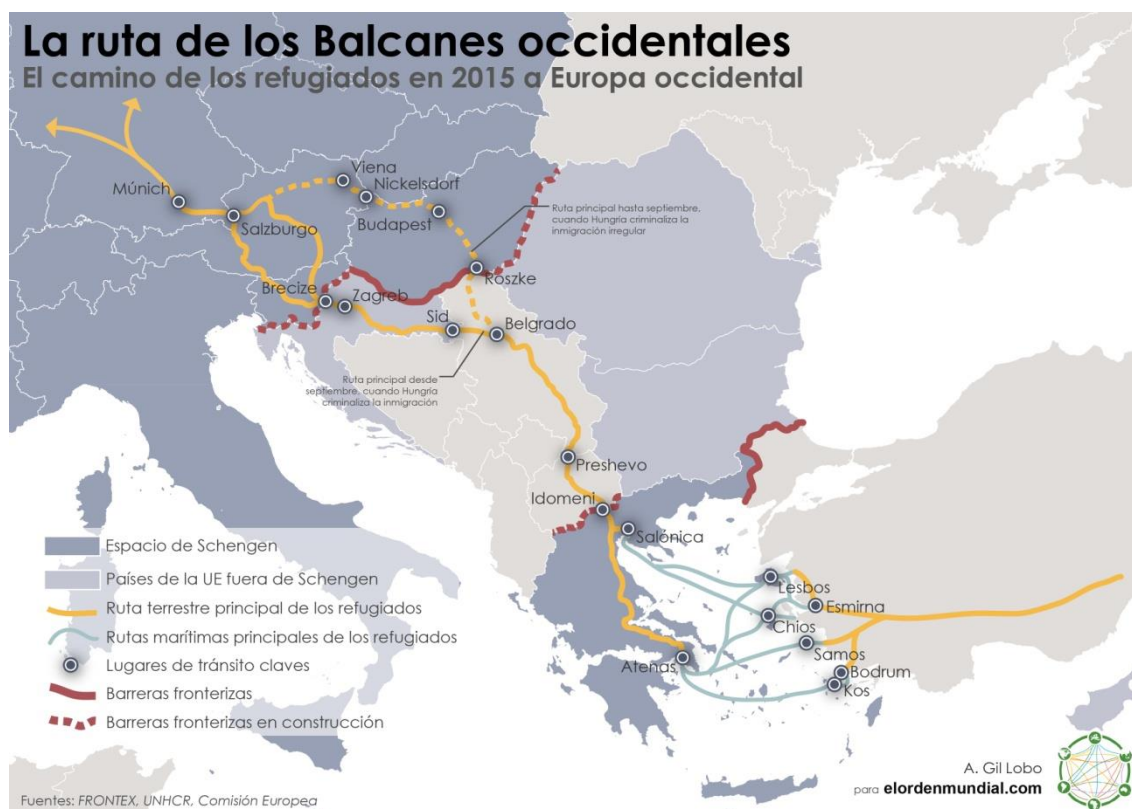 La ruta de los Balcanes occidentales
El camino de los refugiados en 2015 a Europa occidental
Múnich
Salzburgo
Viena
Nickelsdorf
Budapest
Ruta principal hasta septiembre,
cuando Hungría criminaliza la
inmigración irregular
Roszke
Brecize
Zagreb
Sid
Belgrado
Ruta principal desde
septiembre, cuando Hungría
criminaliza la inmigración
Preshevo
Idomeni
Salónica
Lesbos
Esmirna
Chios
Samos
Atenas
Bodrum
Kos
Espacio de Schengen
Países de la UE fuera de Schengen
Ruta terrestre principal de los refugiados
Rutas marítimas principales de los refugiados
Lugares de tránsito claves
Barreras fronterizas
Barreras fronterizas en construcción
Fuentes: FRONTEX, UNHCR, Comisión Europea
A. Gil Lobo
para elordenmundial.com